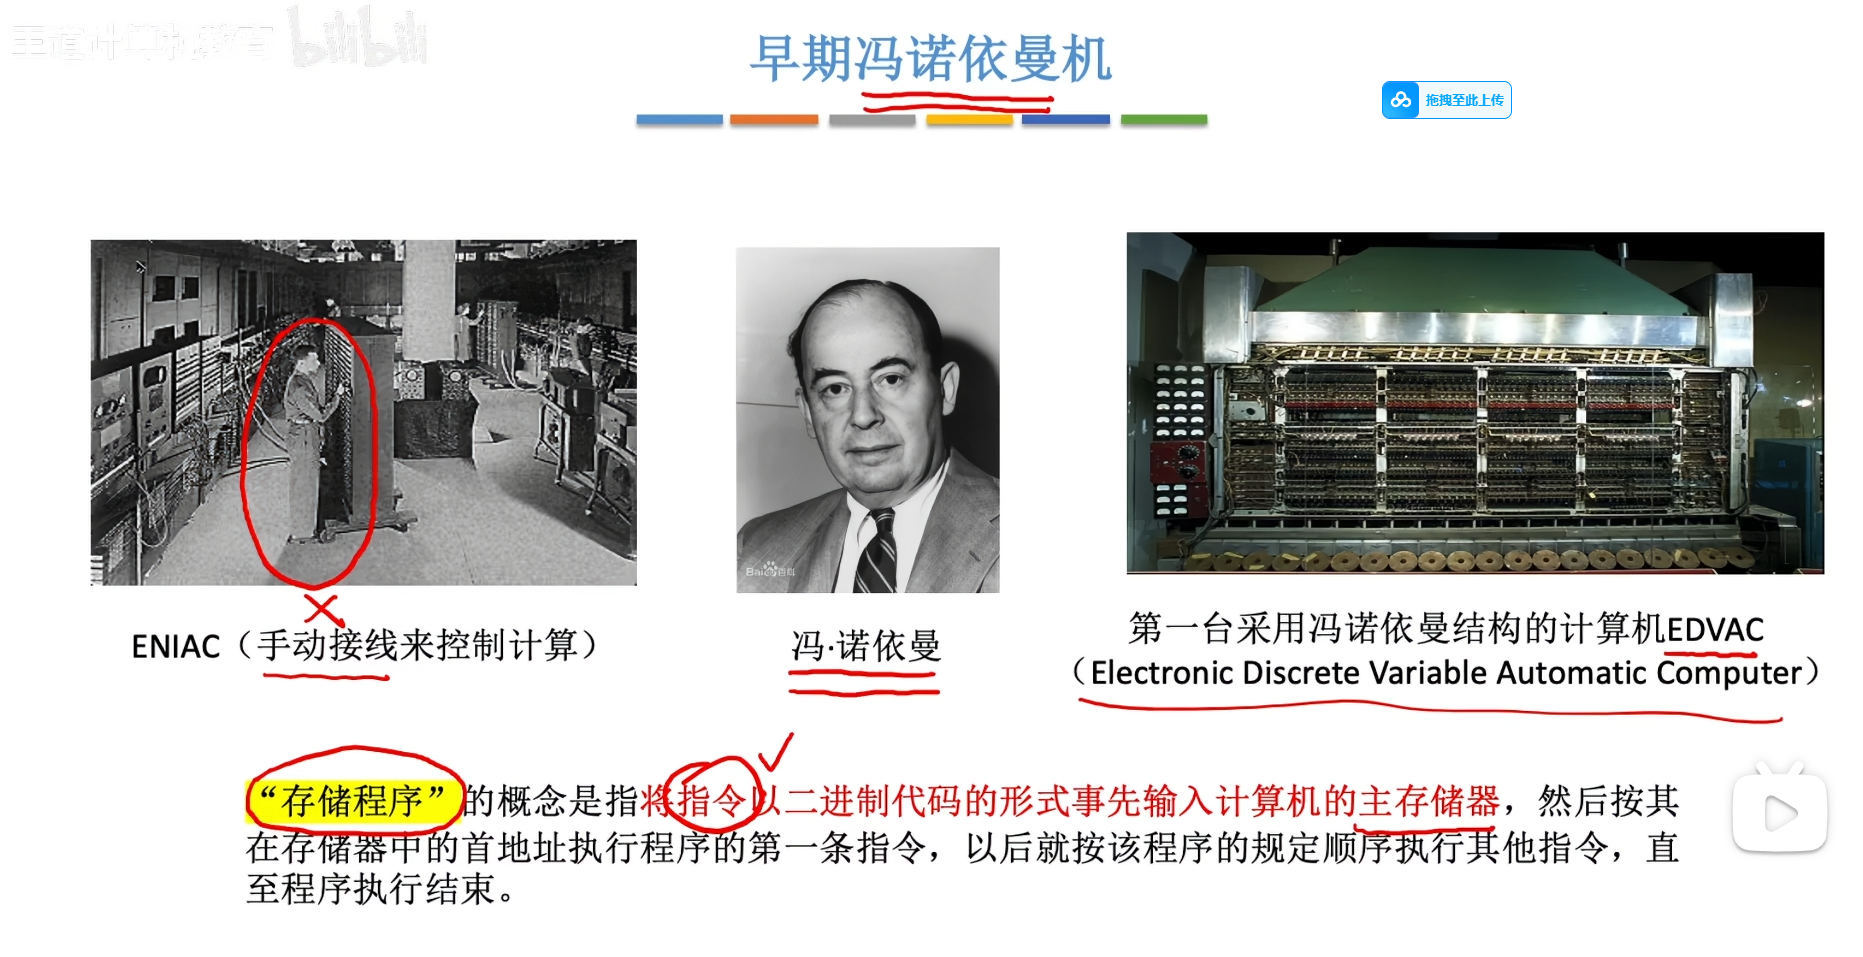 王道计算机教育 bilibili
早期冯诺依曼机
拖拽至此上传
Bai百科
ENIAC（手动接线来控制计算）
冯·诺依曼
第一台采用冯诺依曼结构的计算机EDVAC
（Electronic Discrete Variable Automatic Computer）
“存储程序”的概念是指将指令以二进制代码的形式事先输入计算机的主存储器，然后按其
在存储器中的首地址执行程序的第一条指令，以后就按该程序的规定顺序执行其他指令，直
至程序执行结束。